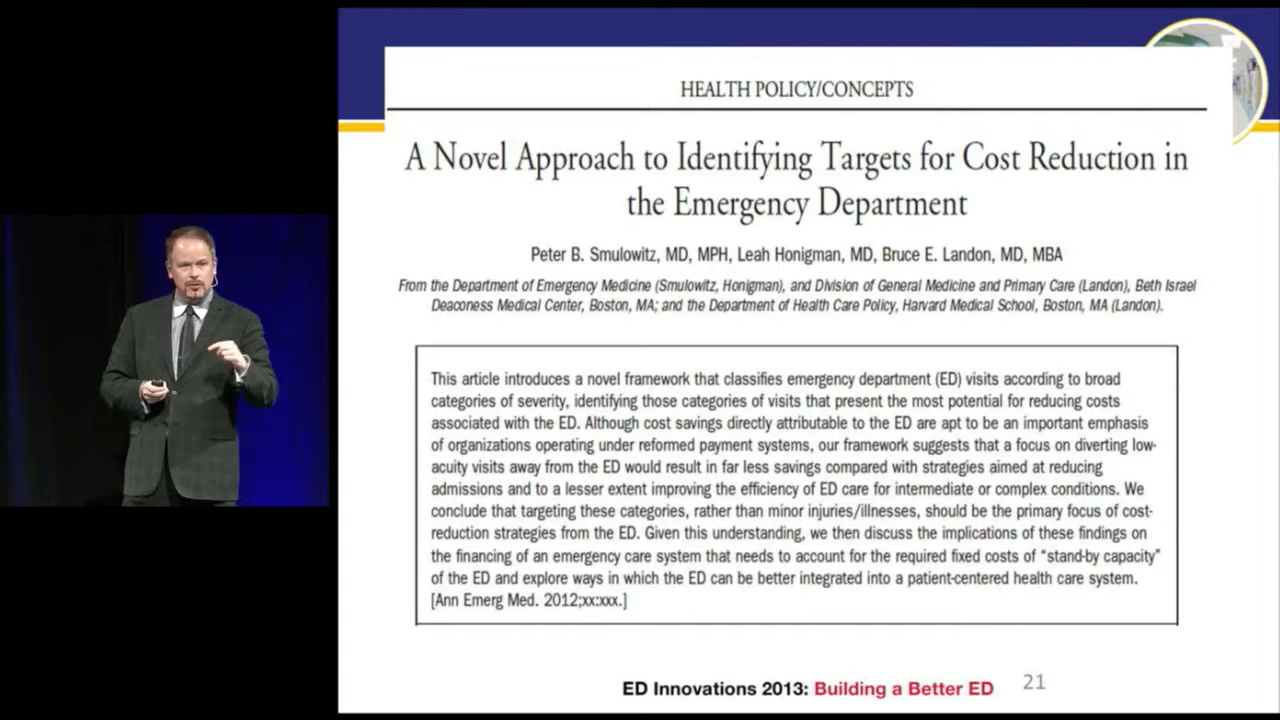 HEALTH POLICY/CONCEPTS
A Novel Approach to Identifying Targets for Cost Reduction in
the Emergency Department
Peter B. Smulowitz, MD, MPH, Leah Honigman, MD, Bruce E. Landon, MD, MBA
From the Department of Emergency Medicine (Smulowitz, Honigman), and Division of General Medicine and Primary Care (Landon), Beth Israel
Deaconess Medical Center, Boston, MA; and the Department of Health Care Policy, Harvard Medical School, Boston, MA (Landon).
This article introduces a novel framework that classifies emergency department (ED) visits according to broad
categories of severity, identifying those categories of visits that present the most potential for reducing costs
associated with the ED. Although cost savings directly attributable to the ED are apt to be an important emphasis
of organizations operating under reformed payment systems, our framework suggests that a focus on diverting low-
acuity visits away from the ED would result in far less savings compared with strategies aimed at reducing
admissions and to a lesser extent improving the efficiency of ED care for intermediate or complex conditions. We
conclude that targeting these categories, rather than minor injuries/illnesses, should be the primary focus of cost-
reduction strategies from the ED. Given this understanding, we then discuss the implications of these findings on
the financing of an emergency care system that needs to account for the required fixed costs of “stand-by capacity”
of the ED and explore ways in which the ED can be better integrated into a patient-centered health care system.
[Ann Emerg Med. 2012;xx:xxx.]
ED Innovations 2013: Building a Better ED
21